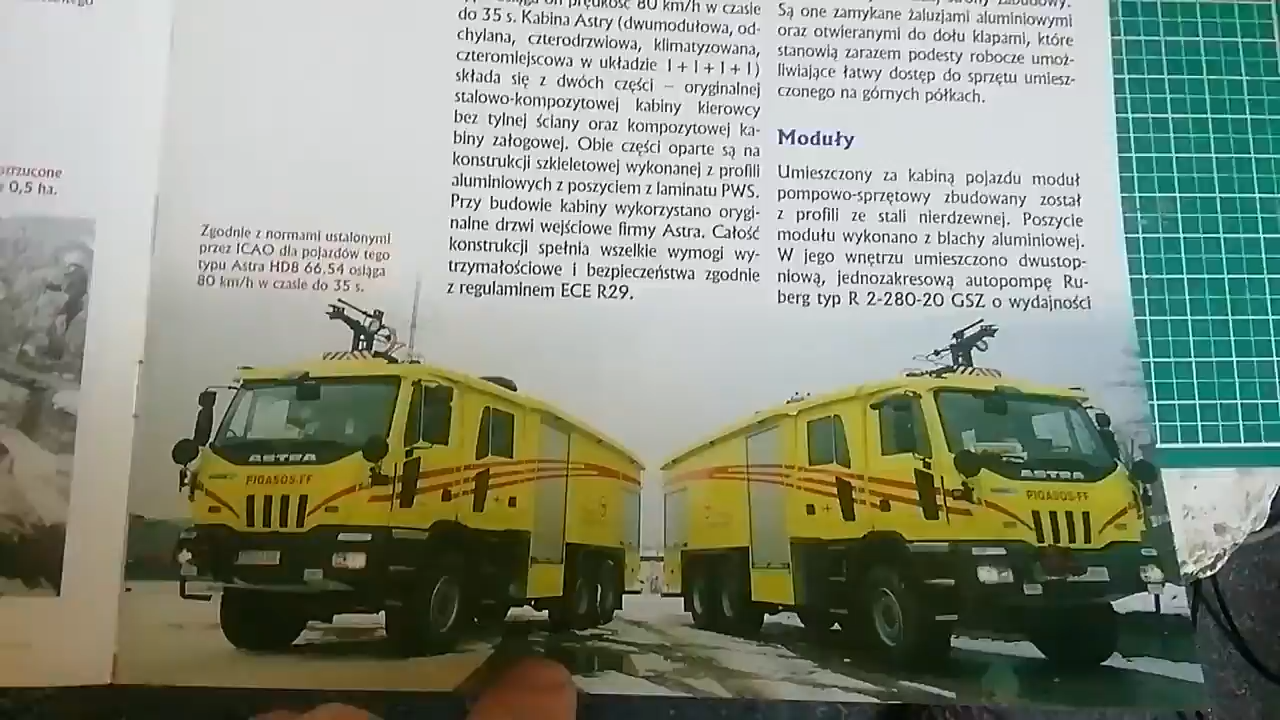 rzucone
0,5 ha.
Zgodnie z normami ustalonymi
przez ICAO dla pojazdów tego
typu Astra HD8 66.54 osiąga
80 km/h w czasie do 35 s.
prędkość 80 km/h w czasie
do 35 s. Kabina Astry (dwumodułowa, od-
chylana, czterodrzwiowa, klimatyzowana,
czteromiejscowa w układzie 1+1+1+1)
składa się z dwóch części – oryginalnej
stalowo-kompozytowej kabiny kierowcy
bez tylnej ściany oraz kompozytowej ka-
biny załogowej. Obie części oparte są na
konstrukcji szkieletowej wykonanej z profili
aluminiowych z poszyciem z laminatu PWS.
Przy budowie kabiny wykorzystano orygi-
nalne drzwi wejściowe firmy Astra. Całość
konstrukcji spełnia wszelkie wymogi wy-
trzymałościowe i bezpieczeństwa zgodnie
z regulaminem ECE R29.
zabudowy.
Są one zamykane żaluzjami aluminiowymi
oraz otwieranymi do dołu klapami, które
stanowią zarazem podesty robocze umoż-
liwiające łatwy dostęp do sprzętu umiesz-
czonego na górnych półkach.
Moduły
Umieszczony za kabiną pojazdu moduł
pompowo-sprzętowy zbudowany został
z profili ze stali nierdzewnej. Poszycie
modułu wykonano z blachy aluminiowej.
W jego wnętrzu umieszczono dwustop-
niową, jednozakresową autopompę Ru-
berg typ R 2-280-20 GSZ o wydajności
ASTRA
PIGASOS-FF
ASTRA
PIGASOS-FF